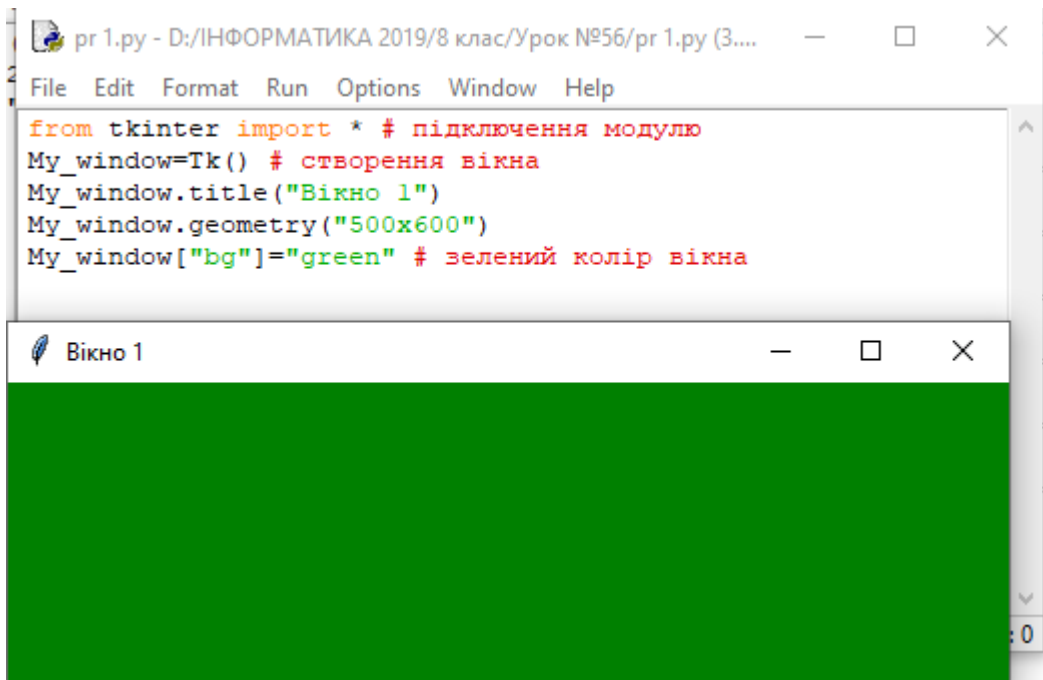 pr 1.py - D:/ІНФОРМАТИКА 2019/8 клас/Урок №56/pr 1.py (3....
File Edit Format Run Options Window Help
from tkinter import * # підключення модулю
My_window=Tk() # створення вікна
My_window.title("Вікно 1")
My_window.geometry("500x600")
My_window["bg"]="green" # зелений колір вікна
Вікно 1
: 0